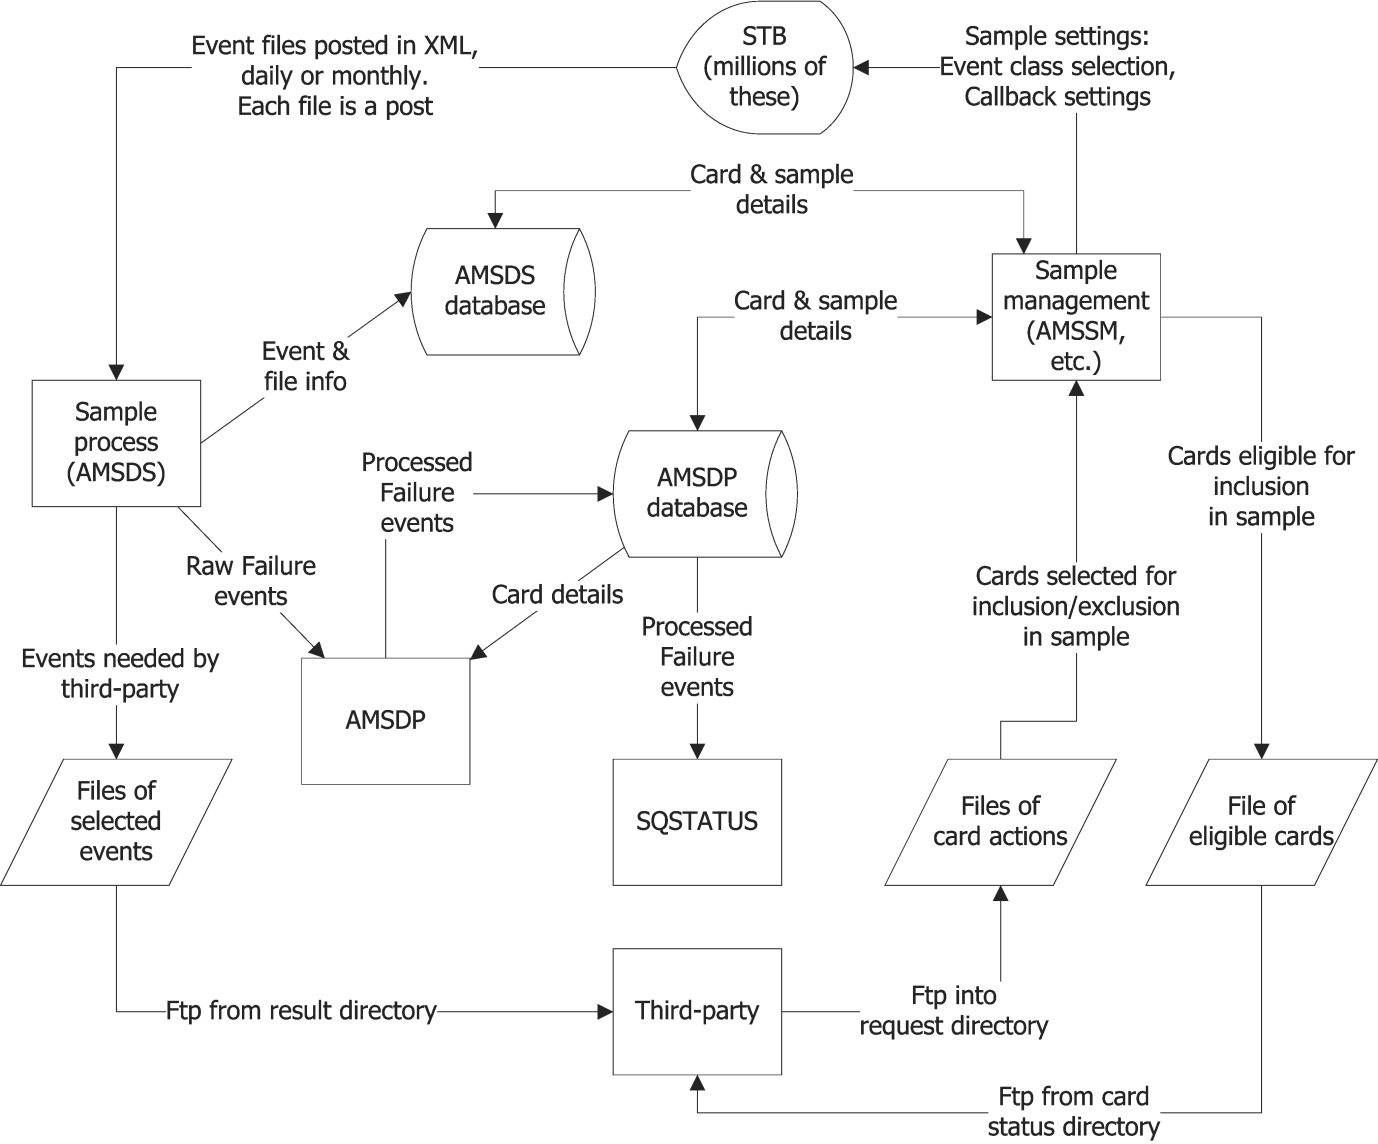 Event files posted in XML,
daily or monthly.
Each file is a post
STB
(millions of
these)
Sample settings:
Event class selection,
Callback settings
Card & sample
details
AMSDS
database
Sample
management
(AMSSM,
etc.)
Card & sample
details
Event &
file info
Sample
process
(AMSDS)
Processed
Failure
events
AMSDP
database
Cards eligible for
inclusion
in sample
Raw Failure
events
Card details
Cards selected for
inclusion/exclusion
in sample
Processed
Failure
events
Events needed by
third-party
AMSDP
Files of
selected
events
SQSTATUS
Files of
card actions
File of
eligible cards
Ftp from result directory
Third-party
Ftp into
request directory
Ftp from card
status directory